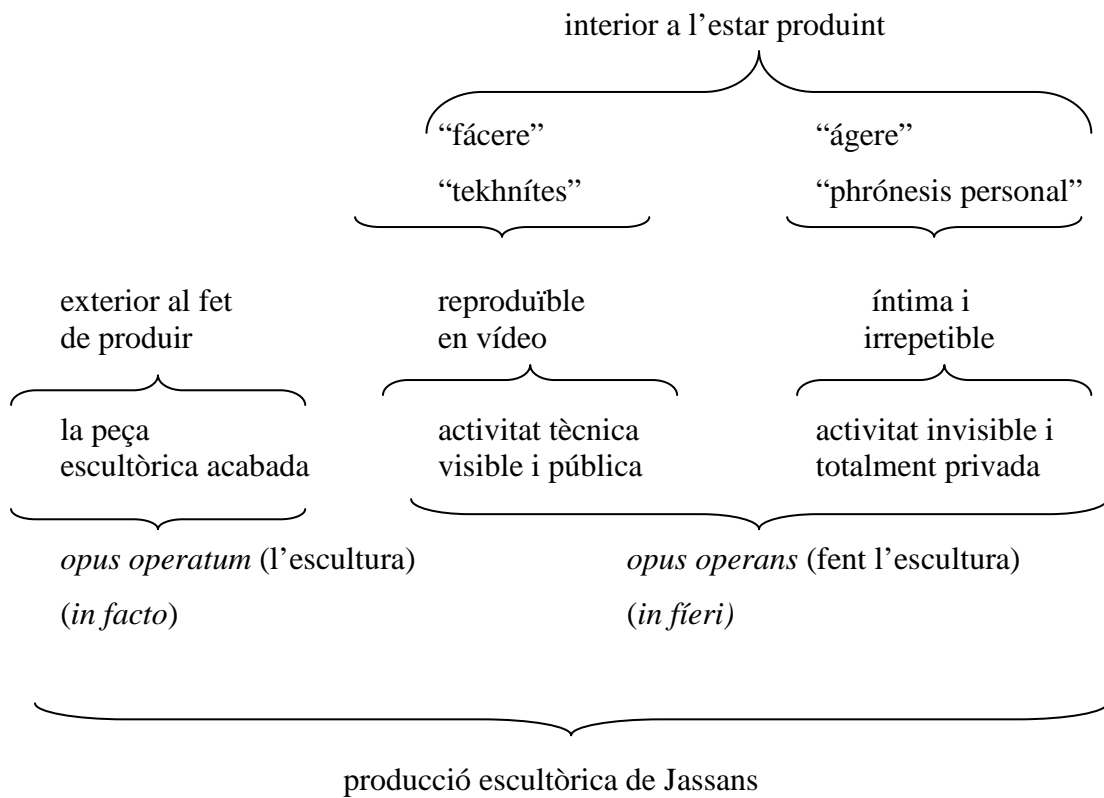 interior a l’estar produint
“fácere”
“ágere”
“tekhnítes”
“phrónesis personal”
exterior al fet
de produir
reproduïble
en vídeo
íntima i
irrepetible
la peça
escultòrica acabada
activitat tècnica
visible i pública
activitat invisible i
totalment privada
opus operatum (l’escultura)
(in facto)
opus operans (fent l’escultura)
(in fíeri)
producció escultòrica de Jassans